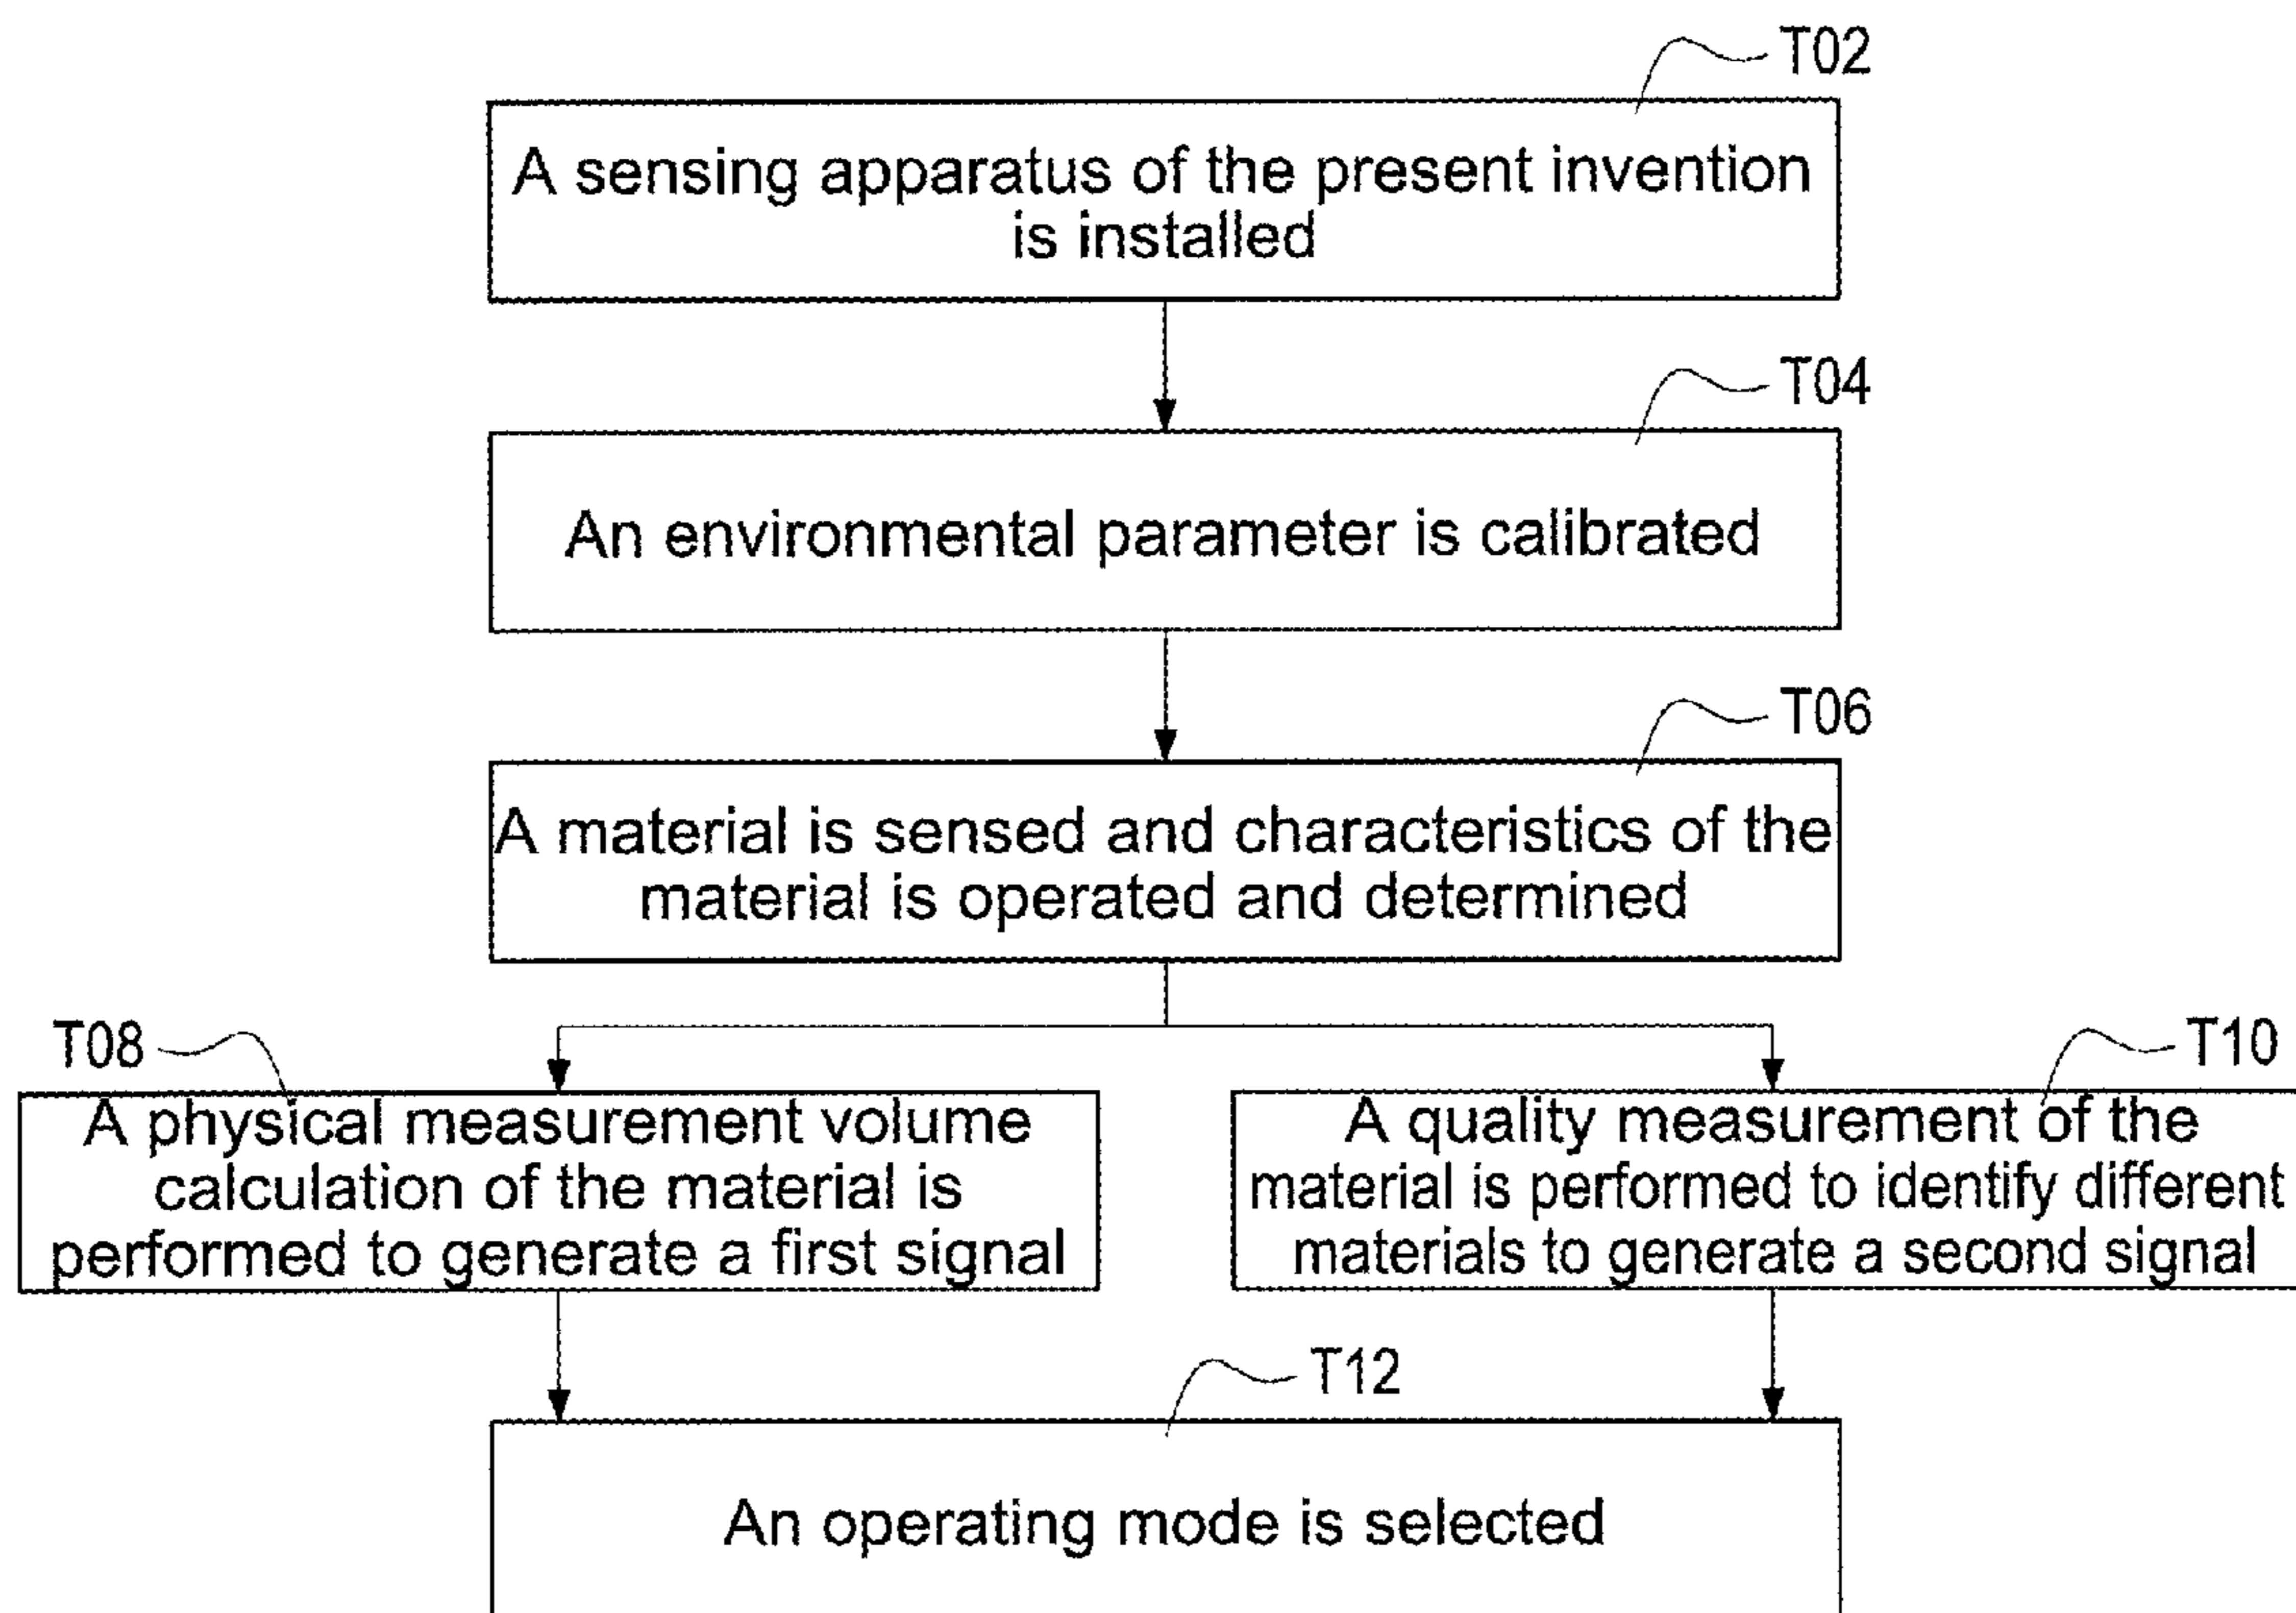 T02
A sensing apparatus of the present invention
is installed
T04
An environmental parameter is calibrated
T06
A material is sensed and characteristics of the
material is operated and determined
T08
A physical measurement volume
calculation of the material is
performed to generate a first signal
T10
A quality measurement of the
material is performed to identify different
materials to generate a second signal
T12
An operating mode is selected